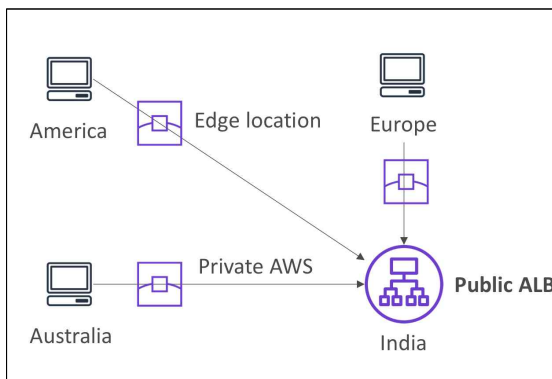 America
Edge location
Europe
Private AWS
Australia
Public ALB
India